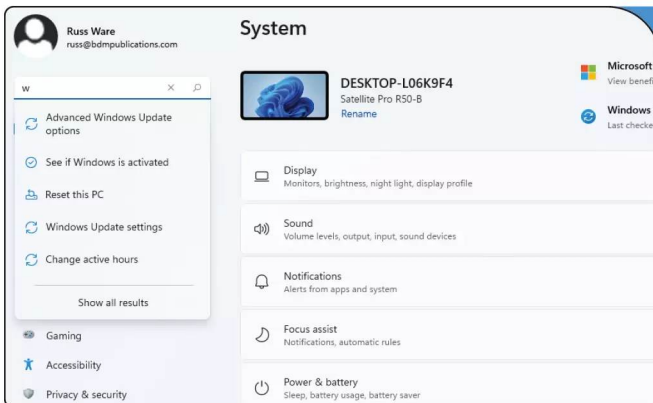 Russ Ware
russ@bdmpublications.com
w
Advanced Windows Update
options
See if Windows is activated
Reset this PC
Windows Update settings
Change active hours
Show all results
Gaming
Accessibility
Privacy & security
System
DESKTOP-L06K9F4
Satellite Pro R50-B
Rename
Microsoft
View benefi
Windows
Last checke
Display
Monitors, brightness, night light, display profile
Sound
Volume levels, output, input, sound devices
Notifications
Alerts from apps and system
Focus assist
Notifications, automatic rules
Power & battery
Sleep, battery usage, battery saver